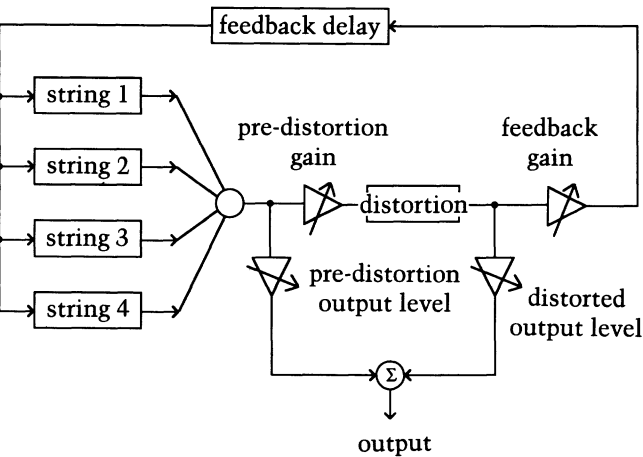 feedback delay
string 1
string 2
string 3
string 4
pre-distortion
gain
distortion
feedback
gain
pre-distortion
output level
distorted
output level
Σ
output